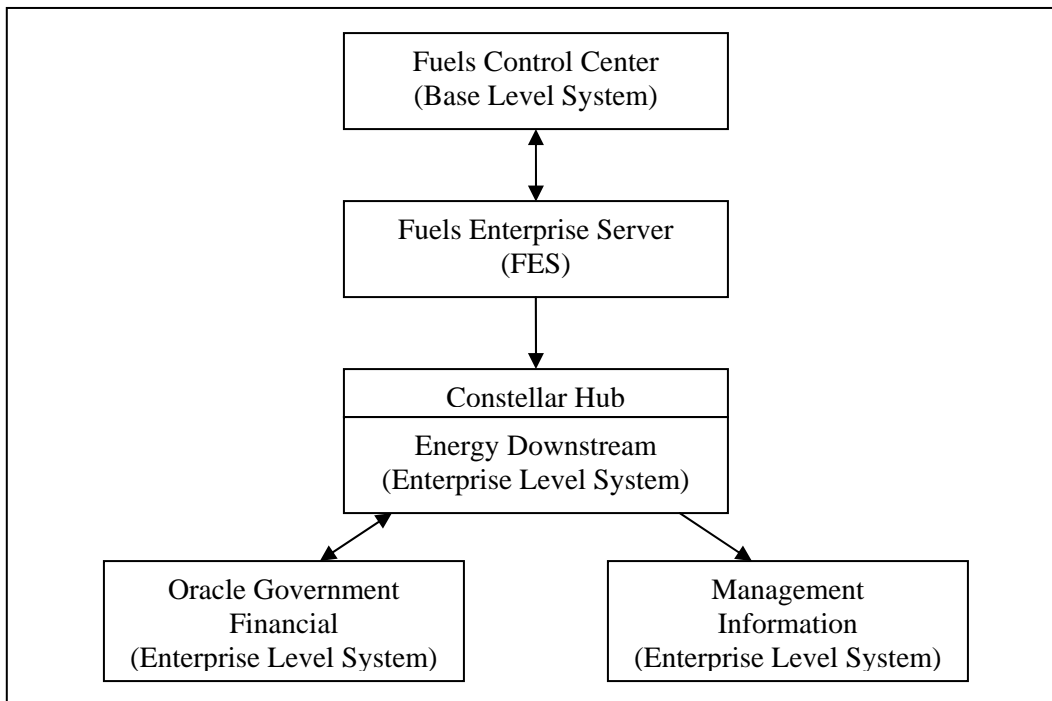 Fuels Control Center
(Base Level System)
Fuels Enterprise Server
(FES)
Constellar Hub
Energy Downstream
(Enterprise Level System)
Oracle Government
Financial
(Enterprise Level System)
Management
Information
(Enterprise Level System)